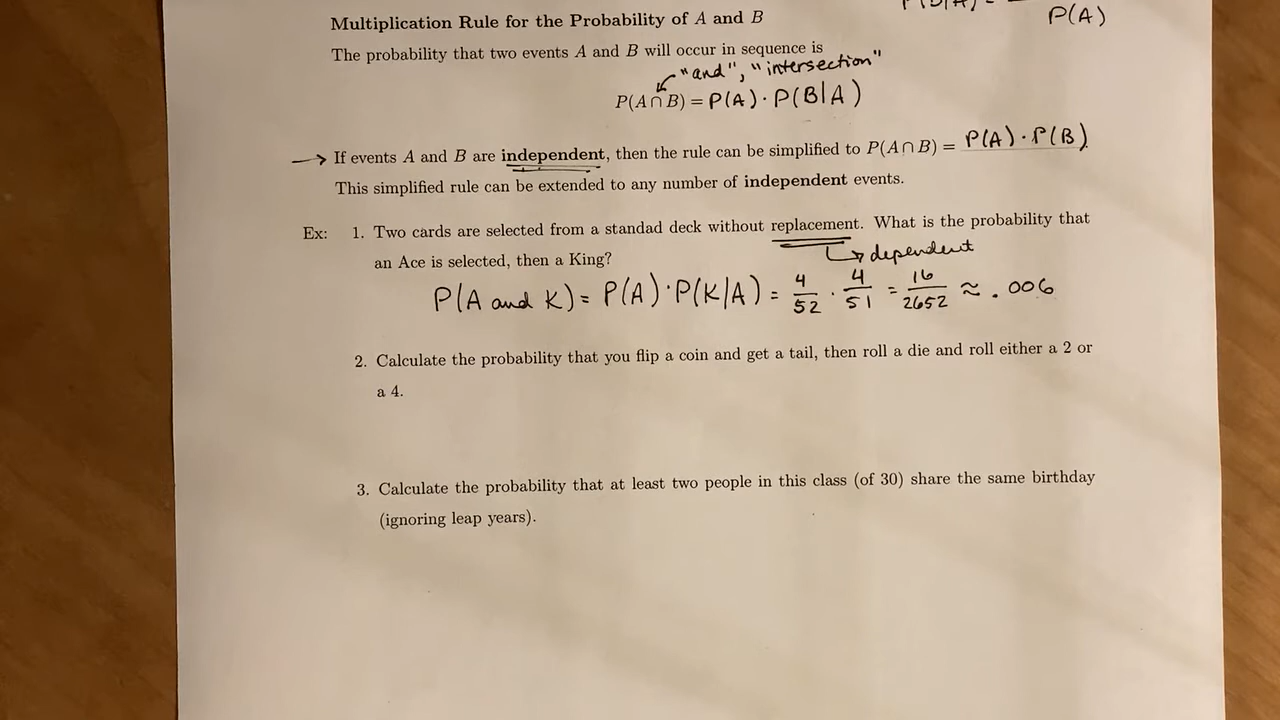 P(B|A) =
P(A)
Multiplication Rule for the Probability of A and B
The probability that two events A and B will occur in sequence is
"and", "intersection"
P(A ∩ B) = P(A) · P(B|A)
→ If events A and B are independent, then the rule can be simplified to P(A ∩ B) = P(A) · P(B).
This simplified rule can be extended to any number of independent events.
Ex: 1. Two cards are selected from a standad deck without replacement. What is the probability that
an Ace is selected, then a King?
↳ dependent
P(A and K) = P(A) · P(K|A) = 4/52 · 4/51 = 16/2652 ≈ .006
2. Calculate the probability that you flip a coin and get a tail, then roll a die and roll either a 2 or
a 4.
3. Calculate the probability that at least two people in this class (of 30) share the same birthday
(ignoring leap years).